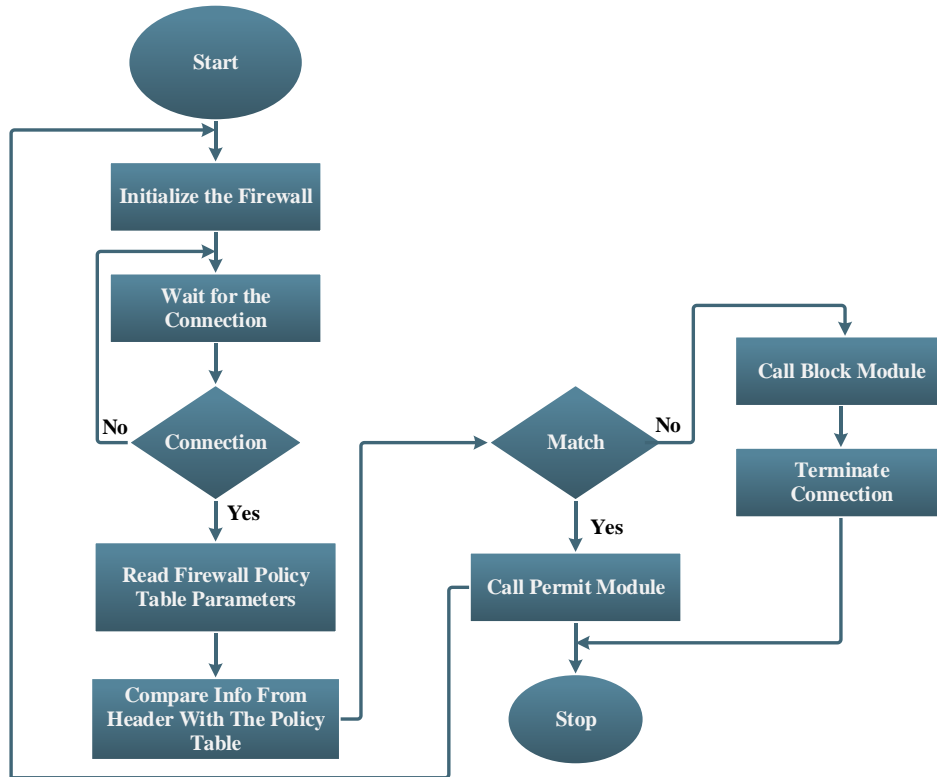 Start
Initialize the Firewall
Wait for the
Connection
No
Connection
Yes
Read Firewall Policy
Table Parameters
Compare Info From
Header With The Policy
Table
Match
No
Yes
Call Permit Module
Call Block Module
Terminate
Connection
Stop